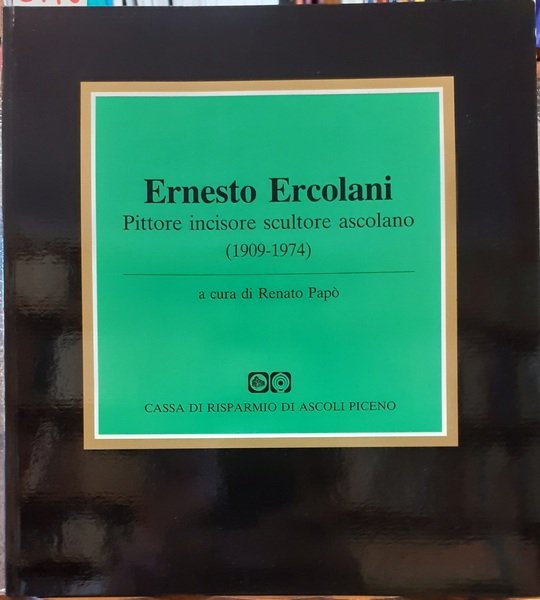 Ernesto Ercolani
Pittore incisore scultore ascolano
(1909-1974)
a cura di Renato Papò
CASSA DI RISPARMIO DI ASCOLI PICENO